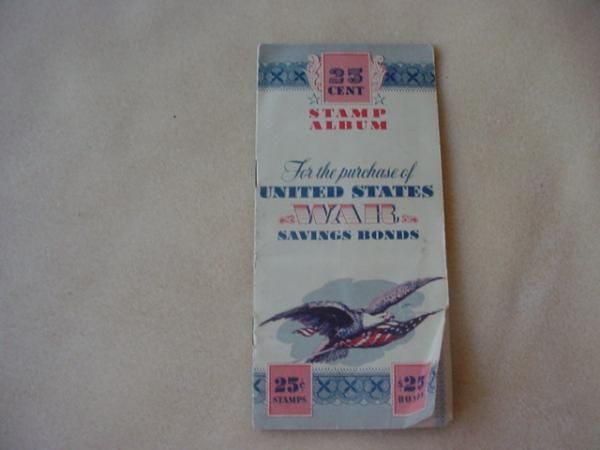 25
CENT
STAMP
ALBUM
For the purchase of
UNITED STATES
WAR
SAVINGS BONDS
25¢
STAMPS
$25
BONDS